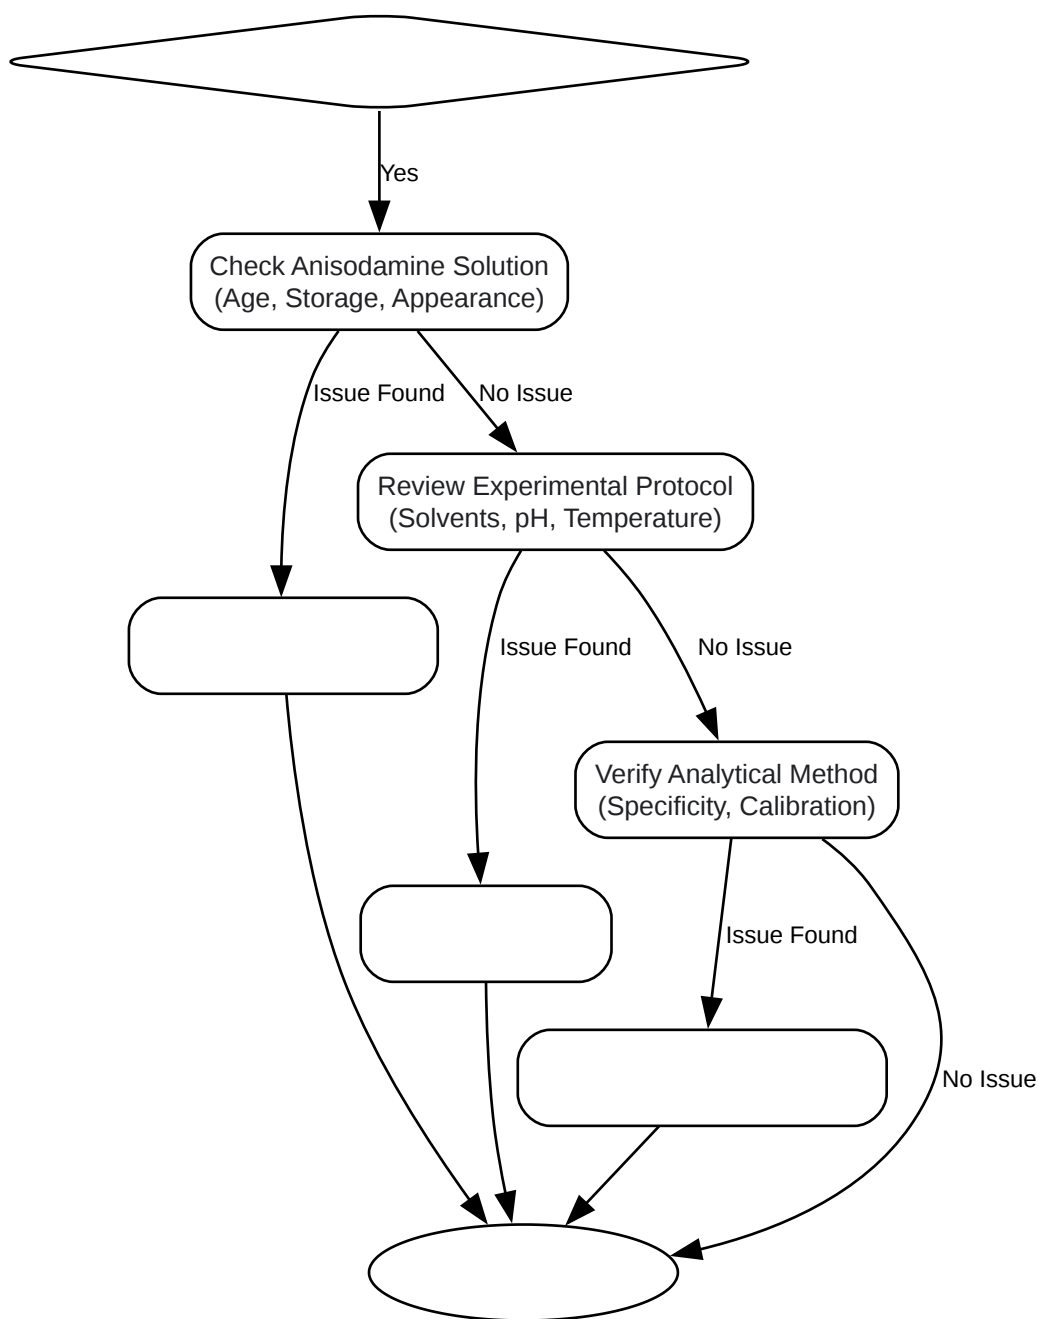 Yes
Check Anisodamine Solution
(Age, Storage, Appearance)
Issue Found
No Issue
Review Experimental Protocol
(Solvents, pH, Temperature)
Issue Found
No Issue
Verify Analytical Method
(Specificity, Calibration)
Issue Found
No Issue